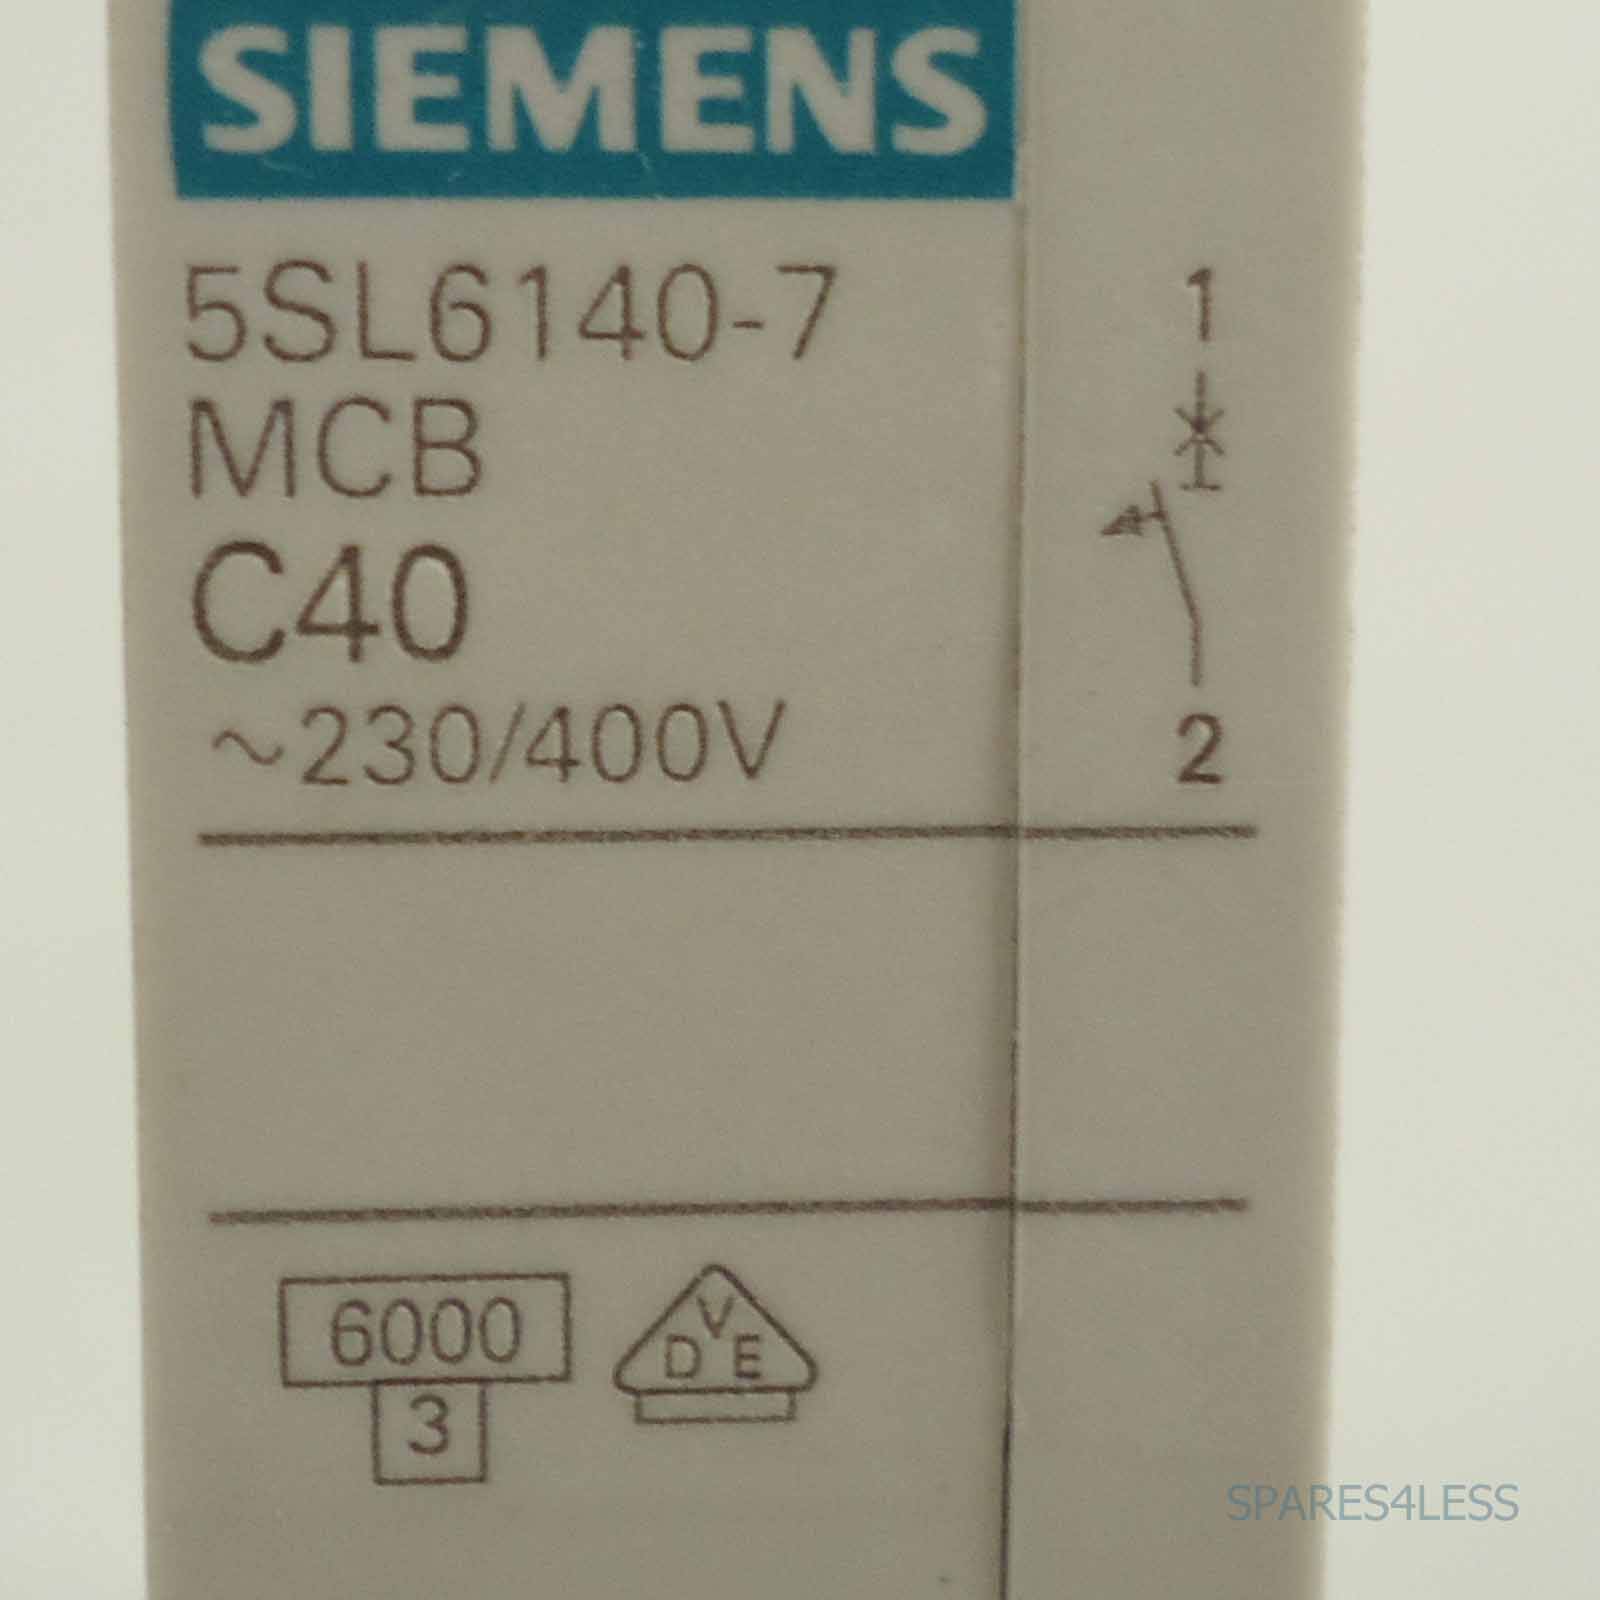 SIEMENS
5SL6140-7
MCB
C40
~230/400V
1
2
6000
3
VDE
SPARES4LESS